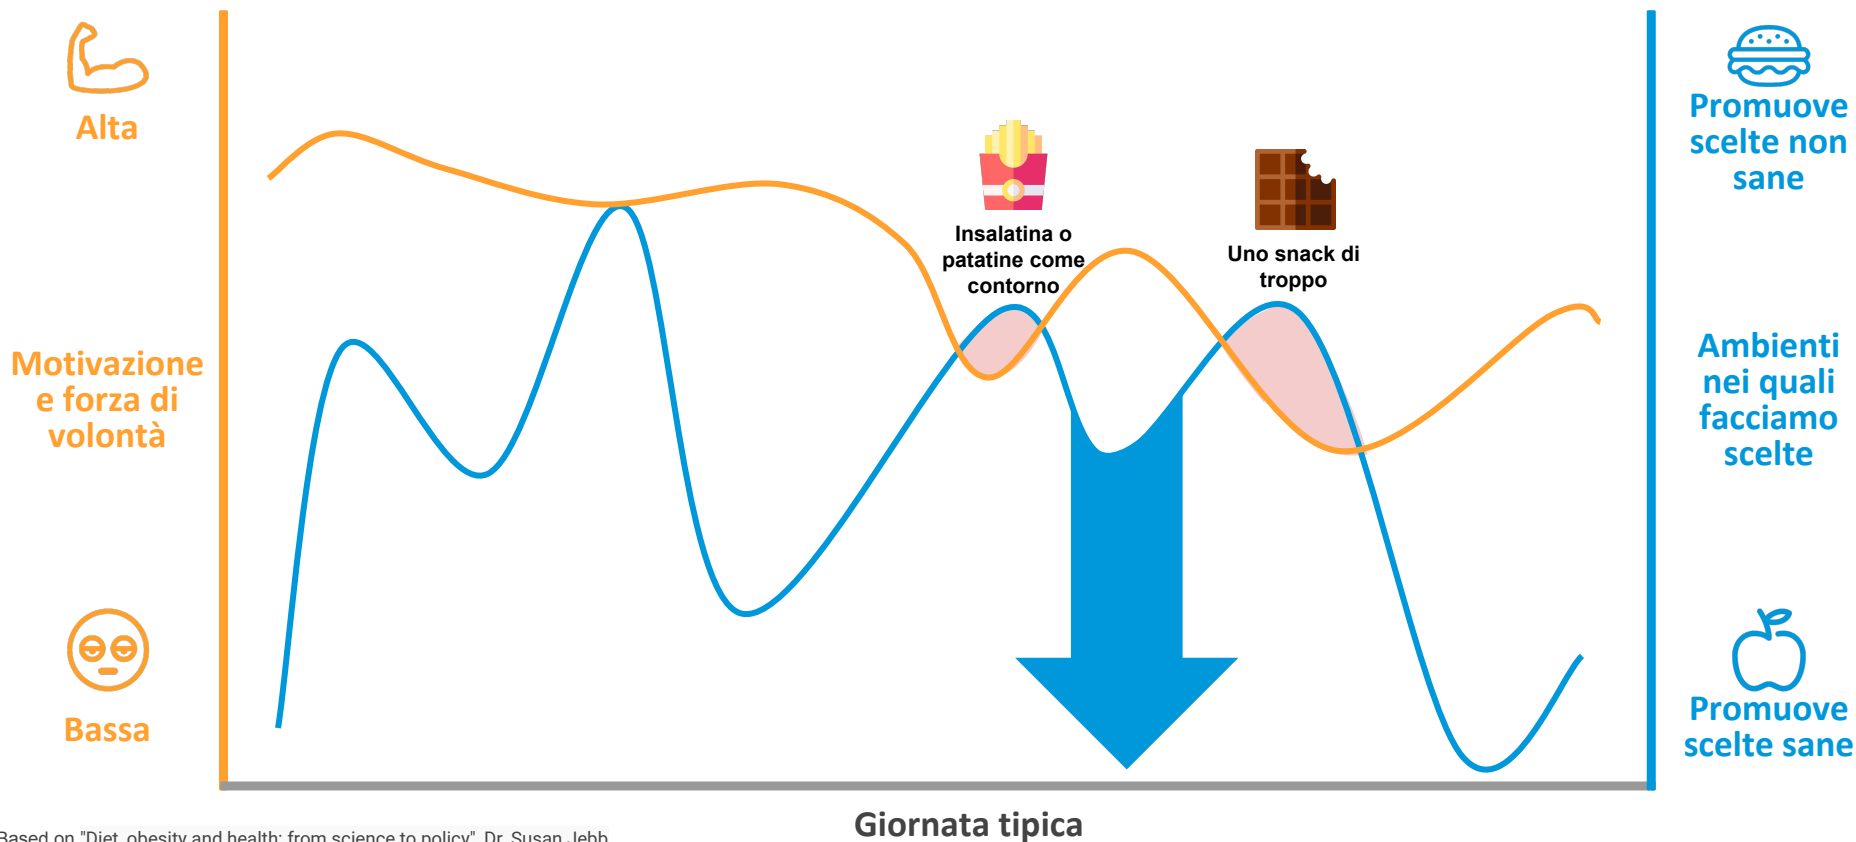 Alta
Motivazione
e forza di
volontà
Bassa
Insalatina o
patatine come
contorno
Uno snack di
troppo
Promuove
scelte non
sane
Ambienti
nei quali
facciamo
scelte
Promuove
scelte sane
Giornata tipica
Based on "Diet, obesity and health: from science to policy", Dr. Susan Jebb